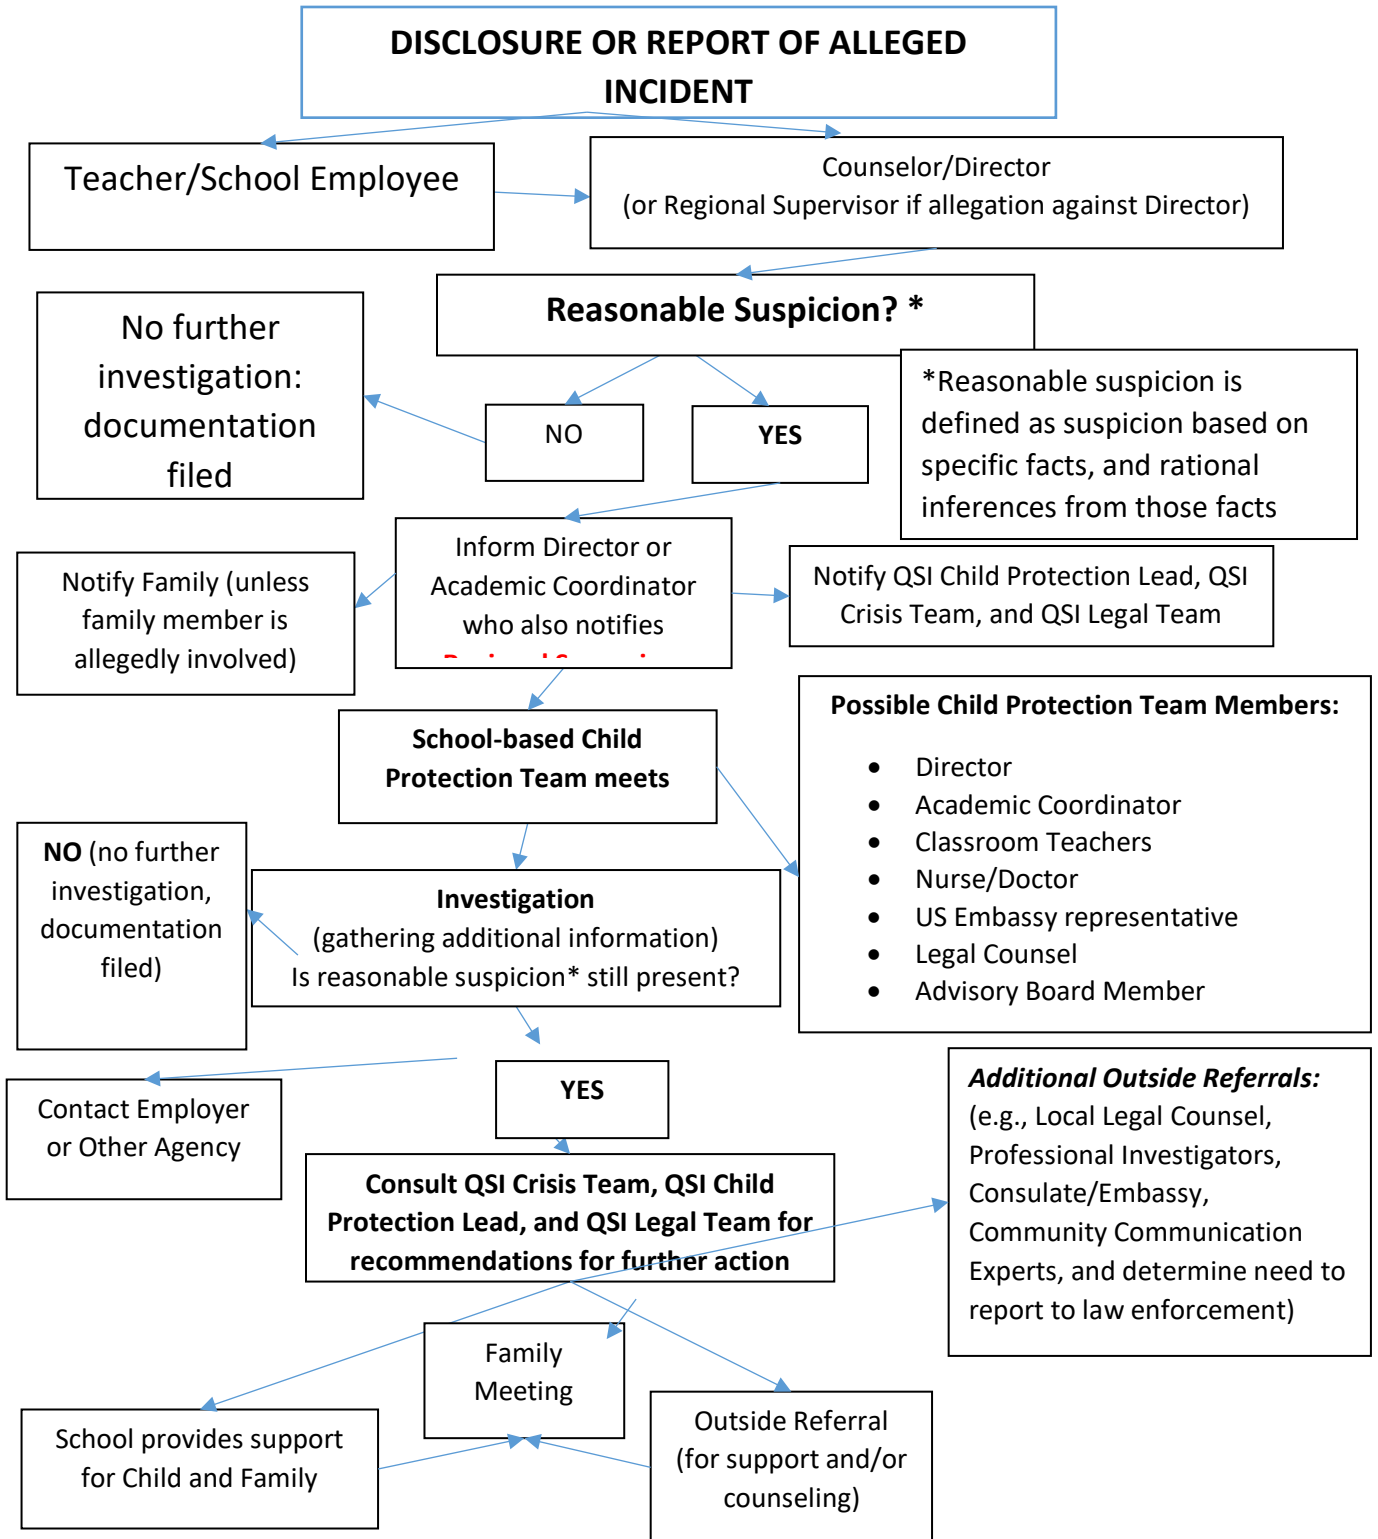 DISCLOSURE OR REPORT OF ALLEGED
INCIDENT
Teacher/School Employee
Counselor/Director
(or Regional Supervisor if allegation against Director)
Reasonable Suspicion? *
No further
investigation:
documentation
filed
NO
YES
*Reasonable suspicion is
defined as suspicion based on
specific facts, and rational
inferences from those facts
Inform Director or
Academic Coordinator
who also notifies
Notify Family (unless
family member is
allegedly involved)
Notify QSI Child Protection Lead, QSI
Crisis Team, and QSI Legal Team
School-based Child
Protection Team meets
Possible Child Protection Team Members:
• Director
• Academic Coordinator
• Classroom Teachers
• Nurse/Doctor
• US Embassy representative
• Legal Counsel
• Advisory Board Member
NO (no further
investigation,
documentation
filed)
Investigation
(gathering additional information)
Is reasonable suspicion* still present?
YES
Contact Employer
or Other Agency
Additional Outside Referrals:
(e.g., Local Legal Counsel,
Professional Investigators,
Consulate/Embassy,
Community Communication
Experts, and determine need to
report to law enforcement)
Consult QSI Crisis Team, QSI Child
Protection Lead, and QSI Legal Team for
recommendations for further action
Family
Meeting
School provides support
for Child and Family
Outside Referral
(for support and/or
counseling)